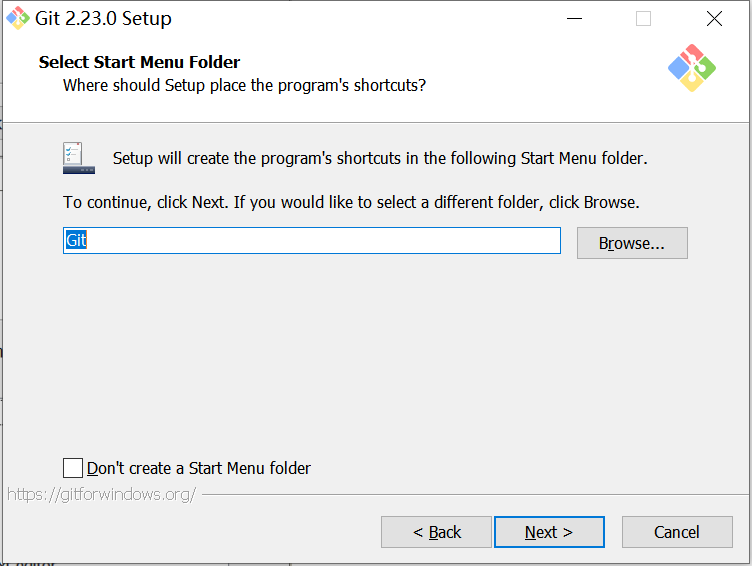 Git 2.23.0 Setup
Select Start Menu Folder
Where should Setup place the program's shortcuts?
Setup will create the program's shortcuts in the following Start Menu folder.
To continue, click Next. If you would like to select a different folder, click Browse.
Git
Browse...
Don't create a Start Menu folder
https://gitforwindows.org/
< Back
Next >
Cancel